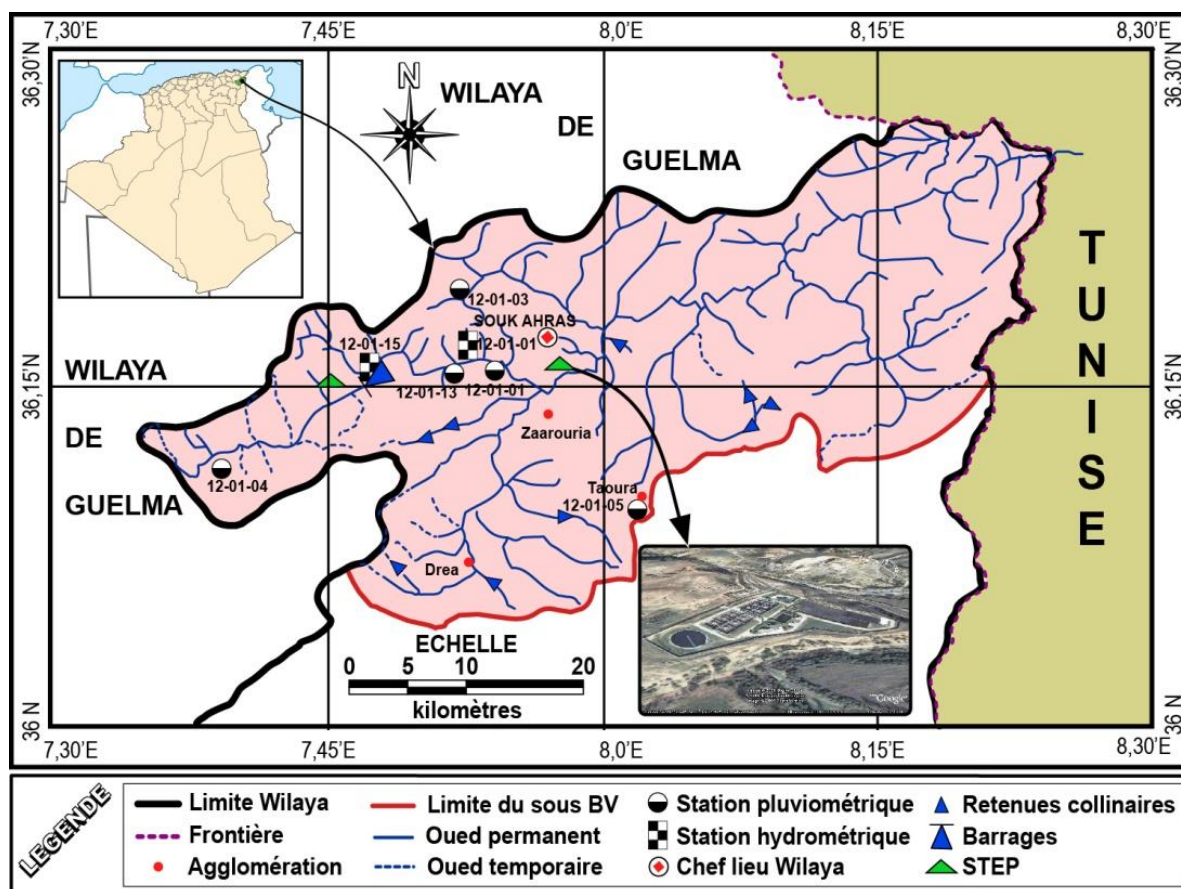 7,30'E 7,45'E 8,0'E 8,15'E 8,30'E
36,30'N
36.30'N
N
WILAYA
DE
GUELMA
TUNISE
12-01-03
SOUK AHRAS
12-01-15
12-01-01
WILAYA
36,15'N
36.15'N
12-01-13
12-01-01
Zaarouria
DE
12-01-04
GUELMA
Taoura
12-01-05
Drea
ECHELLE
0 5 10 20
kilomètres
Google
36 N
36 N
7,30'E 7,45'E 8,0'E 8,15'E 8,30'E
LEGENDE
Limite Wilaya
Limite du sous BV
Station pluviométrique
Retenues collinaires
Frontière
Oued permanent
Station hydrométrique
Barrages
Agglomération
Oued temporaire
Chef lieu Wilaya
STEP